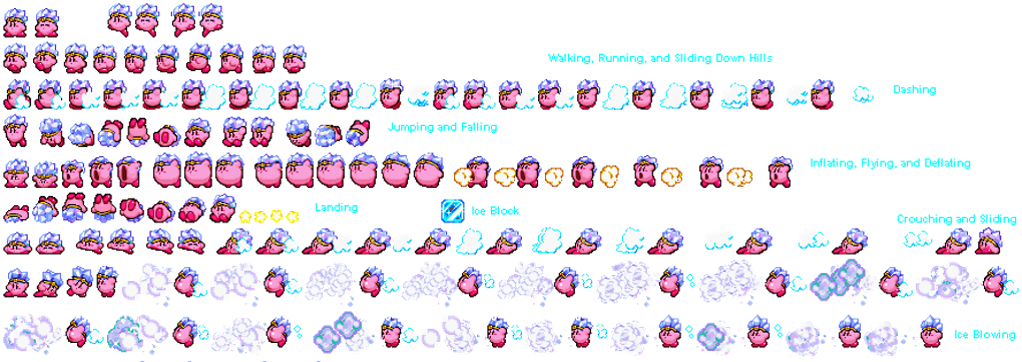 Walking, Running, and Sliding Down Hills
Dashing
Jumping and Falling
Inflating, Flying, and Deflating
Landing
Ice Block
Crouching and Sliding
Ice Blowing